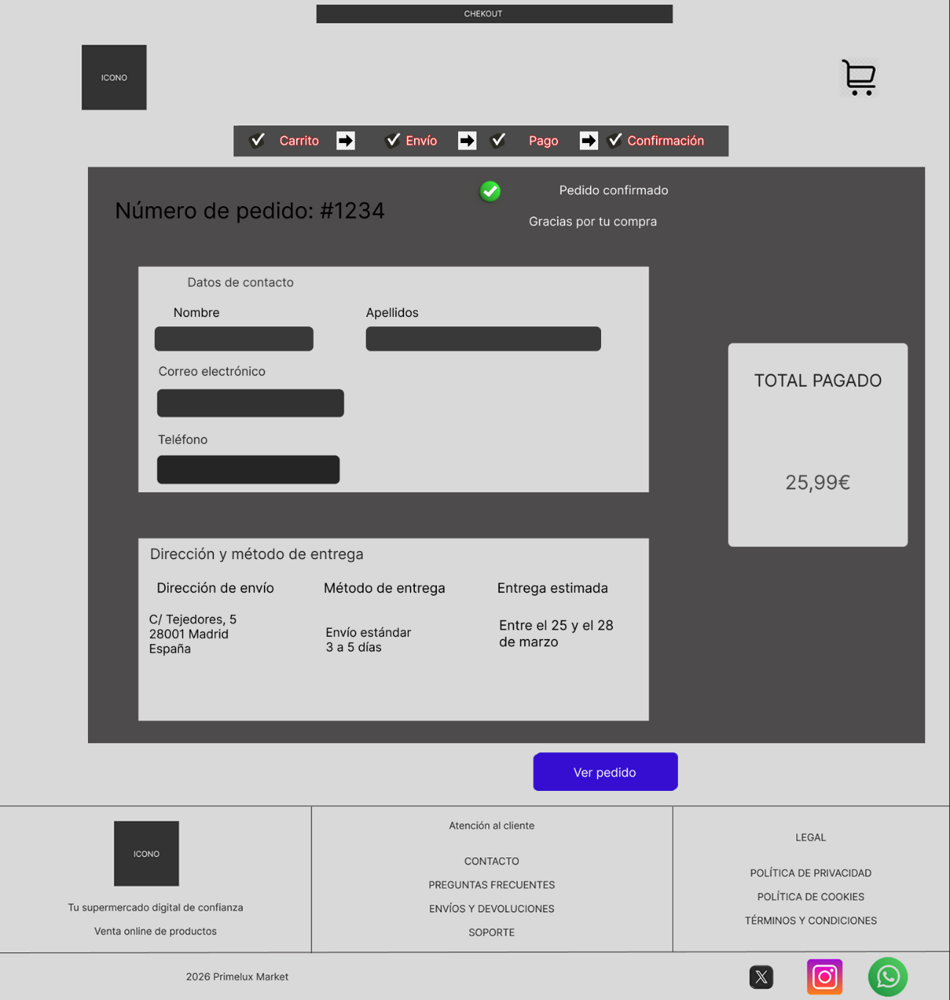 CHEKOUT
ICONO
Carrito
Envío
Pago
Confirmación
Pedido confirmado
Número de pedido: #1234
Gracias por tu compra
Datos de contacto
Nombre
Apellidos
Correo electrónico
Teléfono
TOTAL PAGADO
25,99€
Dirección y método de entrega
Dirección de envío
C/ Tejedores, 5
28001 Madrid
España
Método de entrega
Envío estándar
3 a 5 días
Entrega estimada
Entre el 25 y el 28
de marzo
Ver pedido
ICONO
Tu supermercado digital de confianza
Venta online de productos
Atención al cliente
CONTACTO
PREGUNTAS FRECUENTES
ENVÍOS Y DEVOLUCIONES
SOPORTE
LEGAL
POLÍTICA DE PRIVACIDAD
POLÍTICA DE COOKIES
TÉRMINOS Y CONDICIONES
2026 Primelux Market